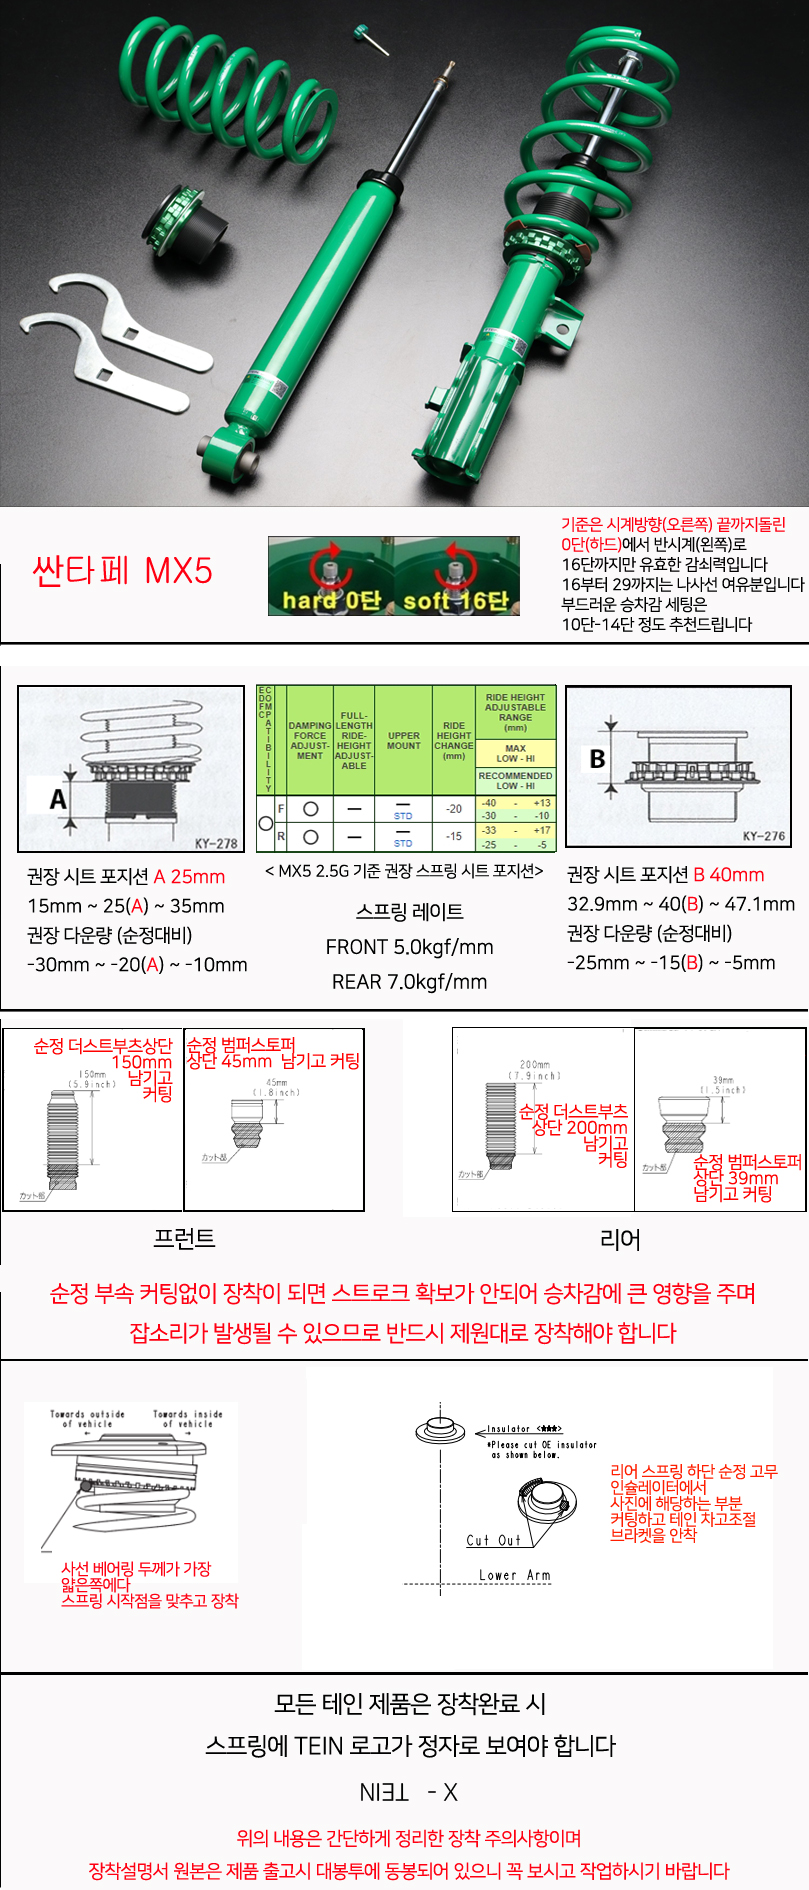 싼타페 MX5
hard 0단
soft 16단
기준은 시계방향(오른쪽) 끝까지돌린
0단(하드)에서 반시계(왼쪽)로
16단까지만 유효한 감쇠력입니다
16부터 29까지는 나사선 여유분입니다
부드러운 승차감 세팅은
10단-14단 정도 추천드립니다
A
KY-278
권장 시트 포지션 A 25mm
15mm ~ 25(A) ~ 35mm
권장 다운량 (순정대비)
-30mm ~ -20(A) ~ -10mm
EDFC COMPATIBILITY
DAMPING FORCE ADJUST-MENT
FULL-LENGTH RIDE-HEIGHT ADJUST-ABLE
UPPER MOUNT
RIDE HEIGHT CHANGE (mm)
RIDE HEIGHT ADJUSTABLE RANGE (mm)
MAX LOW - HI
RECOMMENDED LOW - HI
F ○ — — STD -20 -40 - +13
-30 - -10
○
R ○ — — STD -15 -33 - +17
-25 - -5
< MX5 2.5G 기준 권장 스프링 시트 포지션>
스프링 레이트
FRONT 5.0kgf/mm
REAR 7.0kgf/mm
B
KY-276
권장 시트 포지션 B 40mm
32.9mm ~ 40(B) ~ 47.1mm
권장 다운량 (순정대비)
-25mm ~ -15(B) ~ -5mm
순정 더스트부츠상단
150mm
남기고
커팅
150mm
(5.9inch)
カット部
순정 범퍼스토퍼
상단 45mm 남기고 커팅
45mm
(1.8inch)
カット部
200mm
(7.9inch)
순정 더스트부츠
상단 200mm
남기고
커팅
カット部
39mm
(1.5inch)
カット部
순정 범퍼스토퍼
상단 39mm
남기고 커팅
프런트
리어
순정 부속 커팅없이 장착이 되면 스트로크 확보가 안되어 승차감에 큰 영향을 주며
잡소리가 발생될 수 있으므로 반드시 제원대로 장착해야 합니다
Towards outside
of vehicle
Towards inside
of vehicle
사선 베어링 두께가 가장
얇은쪽에다
스프링 시작점을 맞추고 장착
Insulator <★★★>
*Please cut OE insulator
as shown below.
Cut Out
Lower Arm
리어 스프링 하단 순정 고무
인슐레이터에서
사진에 해당하는 부분
커팅하고 테인 차고조절
브라켓을 안착
모든 테인 제품은 장착완료 시
스프링에 TEIN 로고가 정자로 보여야 합니다
TEIN - X
위의 내용은 간단하게 정리한 장착 주의사항이며
장착설명서 원본은 제품 출고시 대봉투에 동봉되어 있으니 꼭 보시고 작업하시기 바랍니다